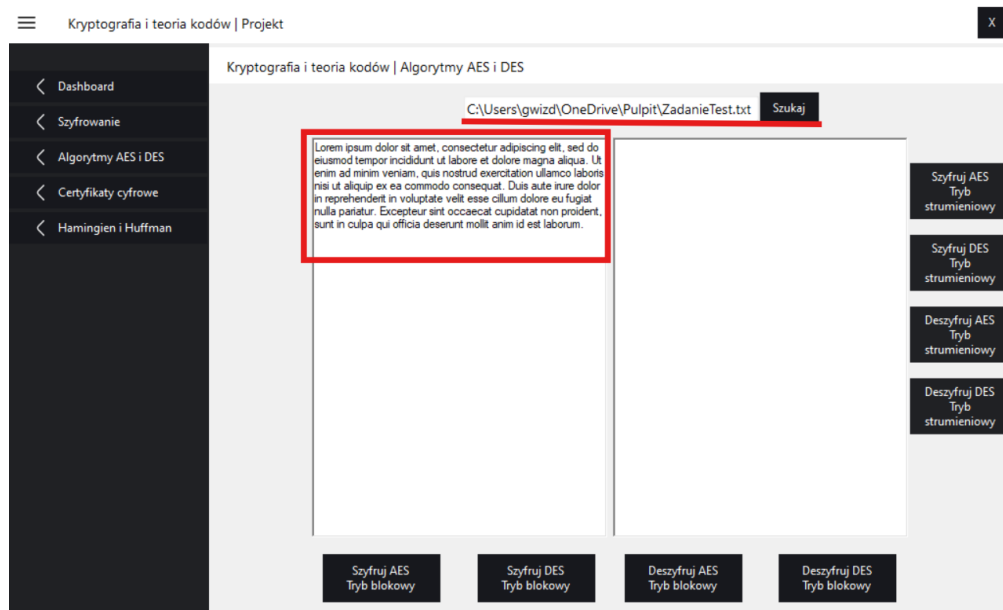 Kryptografia i teoria kodów | Projekt
X
Dashboard
Szyfrowanie
Algorytmy AES i DES
Certyfikaty cyfrowe
Hamingien i Huffman
Kryptografia i teoria kodów | Algorytmy AES i DES
C:\Users\gwizd\OneDrive\Pulpit\ZadanieTest.txt
Szukaj
Lorem ipsum dolor sit amet, consectetur adipiscing elit, sed do
eiusmod tempor incididunt ut labore et dolore magna aliqua. Ut
enim ad minim veniam, quis nostrud exercitation ullamco laboris
nisi ut aliquip ex ea commodo consequat. Duis aute irure dolor
in reprehenderit in voluptate velit esse cillum dolore eu fugiat
nulla pariatur. Excepteur sint occaecat cupidatat non proident,
sunt in culpa qui officia deserunt mollit anim id est laborum.
Szyfruj AES
Tryb
strumieniowy
Szyfruj DES
Tryb
strumieniowy
Deszyfruj AES
Tryb
strumieniowy
Deszyfruj DES
Tryb
strumieniowy
Szyfruj AES
Tryb blokowy
Szyfruj DES
Tryb blokowy
Deszyfruj AES
Tryb blokowy
Deszyfruj DES
Tryb blokowy